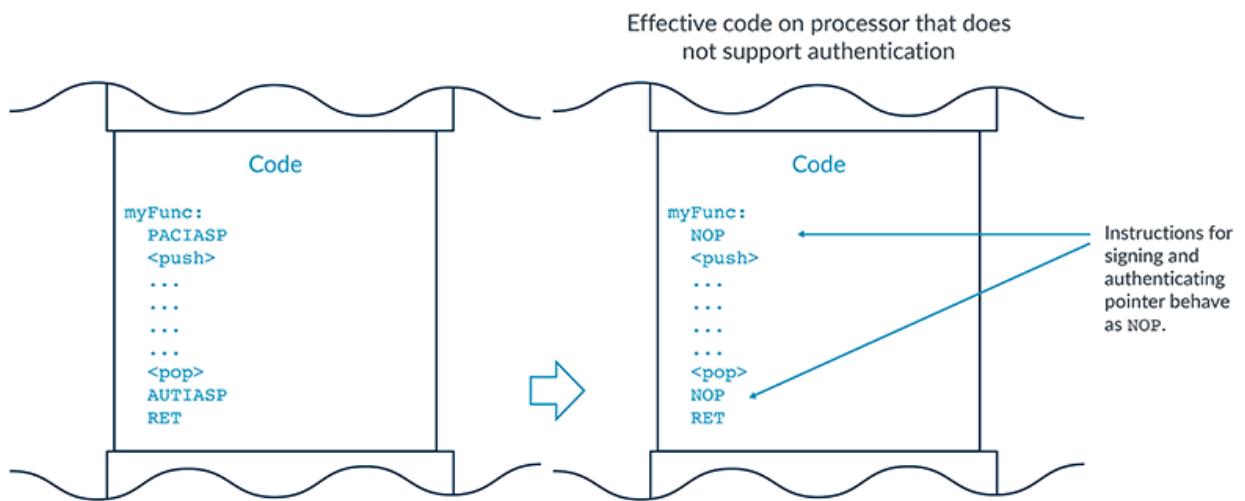 Effective code on processor that does
not support authentication
Code
myFunc:
PACIASP
<push>
...
...
...
...
<pop>
AUTIASP
RET
Code
myFunc:
NOP
<push>
...
...
...
...
<pop>
NOP
RET
Instructions for
signing and
authenticating
pointer behave
as NOP.